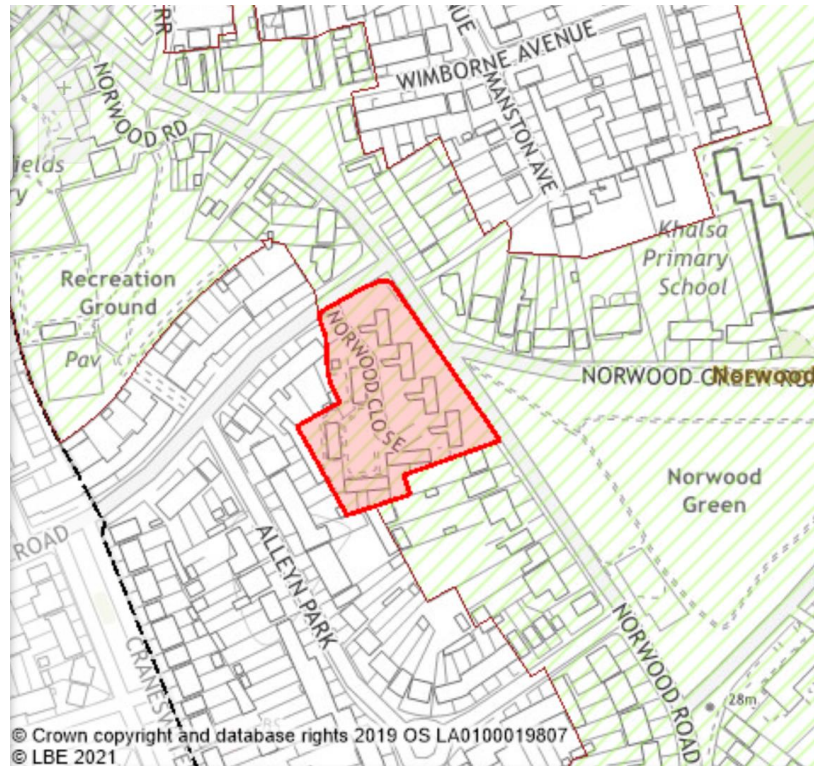 WIMBORNE AVENUE
MANSTON AVE
NORWOOD RD
Khalsa
Primary
School
Recreation
Ground
Pav
NORWOOD CLOSE
Norwood
Norwood
Green
ROAD
ALLEYN PARK
NORWOOD ROAD
28m
© Crown copyright and database rights 2019 OS LA0100019807
© LBE 2021